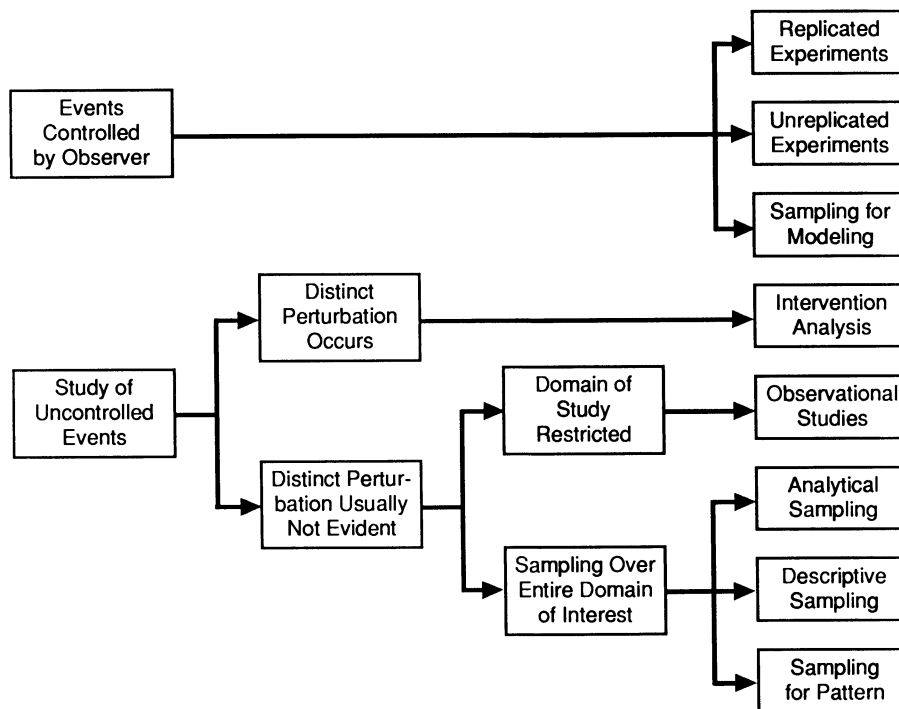 Replicated
Experiments
Events
Controlled
by Observer
Unreplicated
Experiments
Sampling for
Modeling
Distinct
Perturbation
Occurs
Intervention
Analysis
Study of
Uncontrolled
Events
Domain of
Study
Restricted
Observational
Studies
Distinct Pertur-
bation Usually
Not Evident
Analytical
Sampling
Sampling Over
Entire Domain
of Interest
Descriptive
Sampling
Sampling
for Pattern